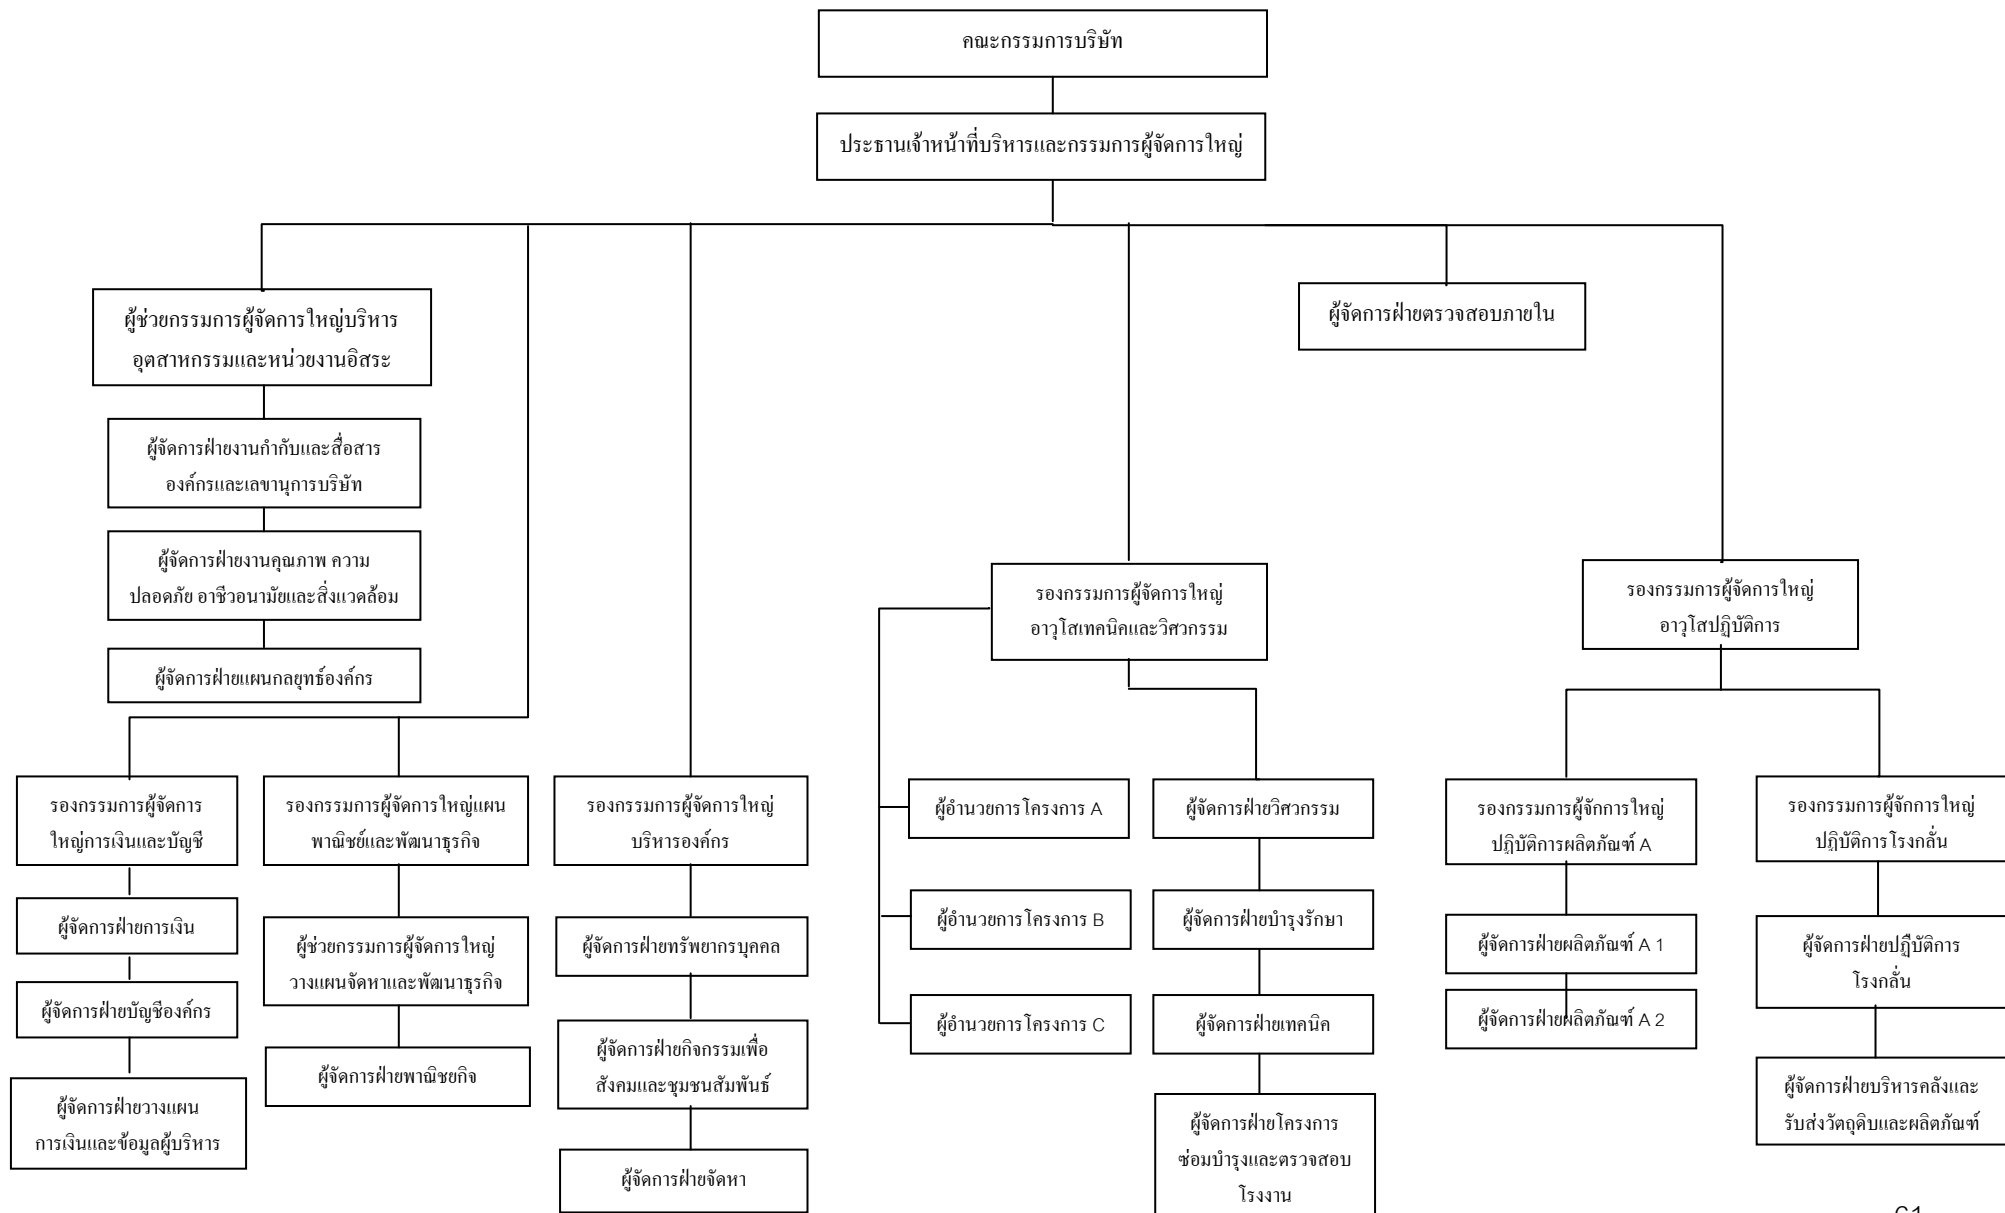 คณะกรรมการบริษัท
ประธานเจ้าหน้าที่บริหารและกรรมการผู้จัดการใหญ่
ผู้ช่วยกรรมการผู้จัดการใหญ่บริหาร
อุตสาหกรรมและหน่วยงานอิสระ
ผู้จัดการฝ่ายตรวจสอบภายใน
ผู้จัดการฝ่ายงานกำกับและสื่อสาร
องค์กรและเลขานุการบริษัท
ผู้จัดการฝ่ายงานคุณภาพ ความ
ปลอดภัย อาชีวอนามัยและสิ่งแวดล้อม
ผู้จัดการฝ่ายแผนกลยุทธ์องค์กร
รองกรรมการผู้จัดการใหญ่
อาวุโสเทคนิคและวิศวกรรม
รองกรรมการผู้จัดการใหญ่
อาวุโสปฏิบัติการ
รองกรรมการผู้จัดการ
ใหญ่การเงินและบัญชี
ผู้จัดการฝ่ายการเงิน
ผู้จัดการฝ่ายบัญชีองค์กร
ผู้จัดการฝ่ายวางแผน
การเงินและข้อมูลผู้บริหาร
รองกรรมการผู้จัดการใหญ่แผน
พาณิชย์และพัฒนาธุรกิจ
ผู้ช่วยกรรมการผู้จัดการใหญ่
วางแผนจัดหาและพัฒนาธุรกิจ
ผู้จัดการฝ่ายพาณิชยกิจ
รองกรรมการผู้จัดการใหญ่
บริหารองค์กร
ผู้จัดการฝ่ายทรัพยากรบุคคล
ผู้จัดการฝ่ายกิจกรรมเพื่อ
สังคมและชุมชนสัมพันธ์
ผู้จัดการฝ่ายจัดหา
ผู้อำนวยการโครงการ A
ผู้อำนวยการโครงการ B
ผู้อำนวยการโครงการ C
ผู้จัดการฝ่ายวิศวกรรม
ผู้จัดการฝ่ายบำรุงรักษา
ผู้จัดการฝ่ายเทคนิค
ผู้จัดการฝ่ายโครงการ
ซ่อมบำรุงและตรวจสอบ
โรงงาน
รองกรรมการผู้จักการใหญ่
ปฏิบัติการผลิตภัณฑ์ A
ผู้จัดการฝ่ายผลิตภัณฑ์ A 1
ผู้จัดการฝ่ายผลิตภัณฑ์ A 2
รองกรรมการผู้จักการใหญ่
ปฏิบัติการโรงกลั่น
ผู้จัดการฝ่ายปฏิบัติการ
โรงกลั่น
ผู้จัดการฝ่ายบริหารคลังและ
รับส่งวัตถุดิบและผลิตภัณฑ์